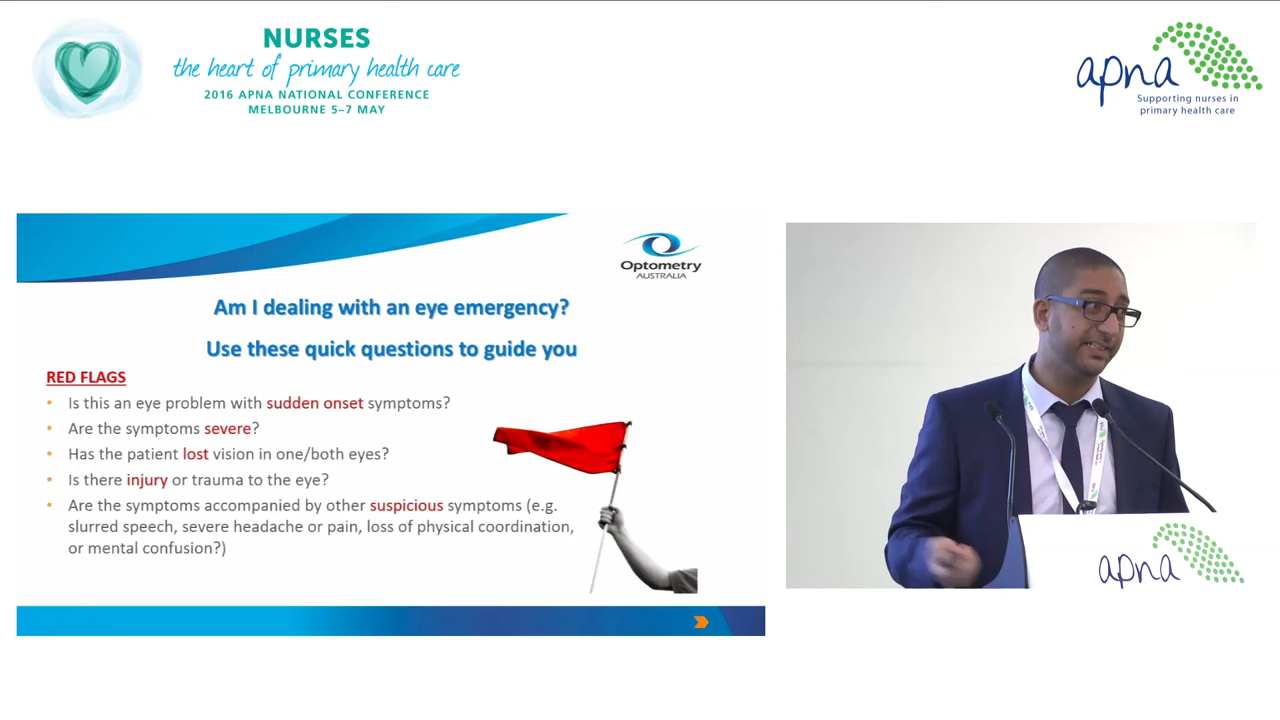 NURSES
the heart of primary health care
2016 APNA NATIONAL CONFERENCE
MELBOURNE 5–7 MAY
apna
Supporting nurses in
primary health care
Optometry
AUSTRALIA
Am I dealing with an eye emergency?
Use these quick questions to guide you
RED FLAGS
• Is this an eye problem with sudden onset symptoms?
• Are the symptoms severe?
• Has the patient lost vision in one/both eyes?
• Is there injury or trauma to the eye?
• Are the symptoms accompanied by other suspicious symptoms (e.g.
slurred speech, severe headache or pain, loss of physical coordination,
or mental confusion?)
apna